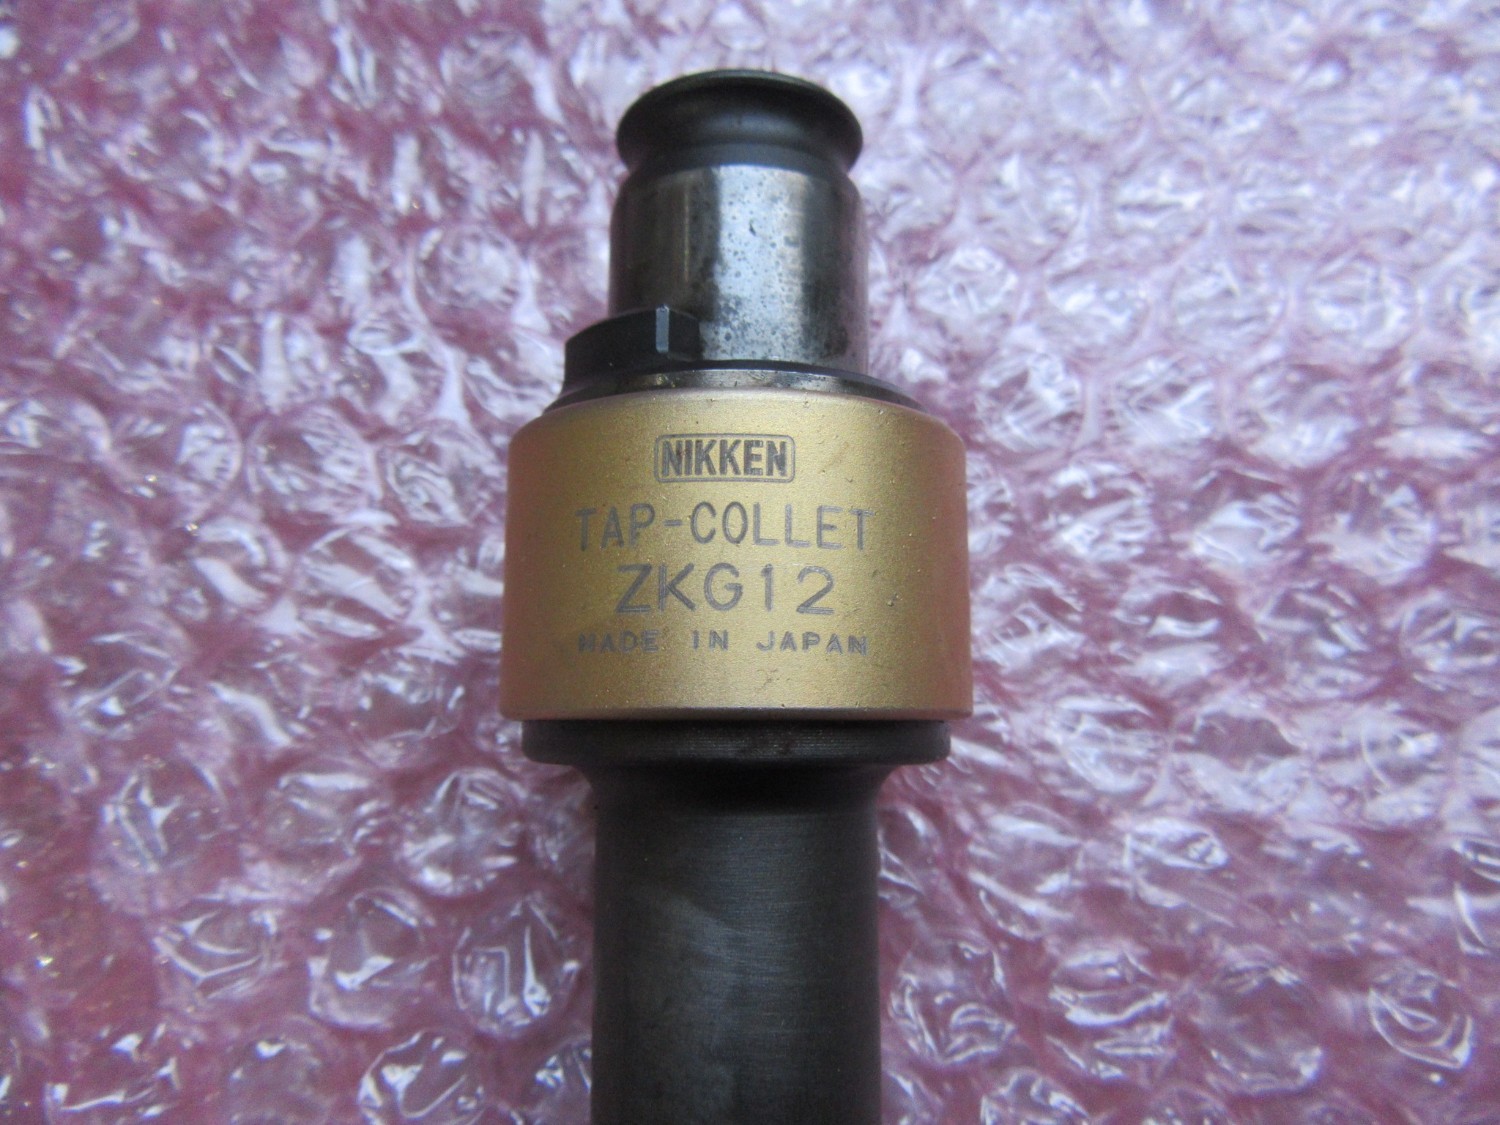 NIKKEN
TAP-COLLET
ZKG12
MADE IN JAPAN